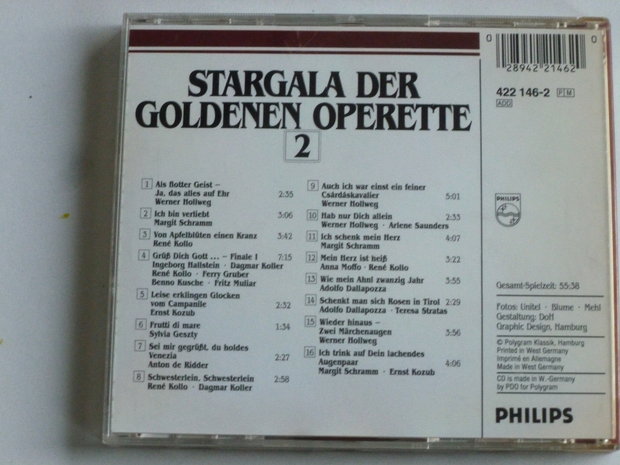 STARGALA DER
GOLDENEN OPERETTE
2
1 Als flotter Geist –
Ja, das alles auf Ehr 2:35
Werner Hollweg
2 Ich bin verliebt 3:06
Margit Schramm
3 Von Apfelblüten einen Kranz 3:42
René Kollo
4 Grüß Dich Gott ... – Finale I 7:15
Ingeborg Hallstein · Dagmar Koller
René Kollo · Ferry Gruber
Benno Kusche · Fritz Muliar
5 Leise erklingen Glocken
vom Campanile 2:32
Ernst Kozub
6 Frutti di mare 1:34
Sylvia Geszty
7 Sei mir gegrüßt, du holdes
Venezia 2:27
Anton de Ridder
8 Schwesterlein, Schwesterlein 2:58
René Kollo · Dagmar Koller
9 Auch ich war einst ein feiner
Csárdáskavalier 5:01
Werner Hollweg
10 Hab nur Dich allein 2:33
Werner Hollweg · Arlene Saunders
11 Ich schenk mein Herz 4:07
Margit Schramm
12 Mein Herz ist heiß 3:22
Anna Moffo · René Kollo
13 Wie mein Ahnl zwanzig Jahr 3:55
Adolfo Dallapozza
14 Schenkt man sich Rosen in Tirol 2:29
Adolfo Dallapozza · Teresa Stratas
15 Wieder hinaus –
Zwei Märchenaugen 3:56
Werner Hollweg
16 Ich trink auf Dein lachendes
Augenpaar 4:06
Margit Schramm · Ernst Kozub
0 28942 21462 0
422 146-2 PM
ADD
PHILIPS
Gesamt-Spielzeit: 55:38
Fotos: Unitel · Blume · Mehl
Gestaltung: Doff
Graphic Design, Hamburg
© Polygram Klassik, Hamburg
Printed in West Germany
Imprimé en Allemagne
Made in West Germany
CD is made in W.-Germany
by PDO for Polygram
PHILIPS